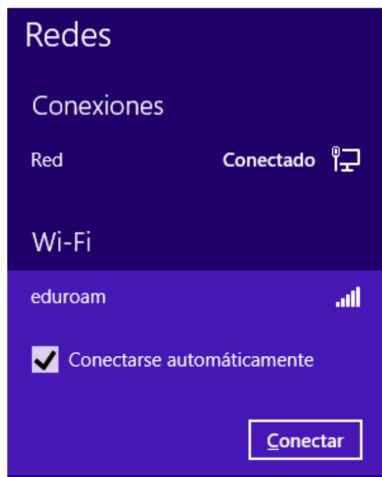 Redes
Conexiones
Red Conectado
Wi-Fi
eduroam
Conectarse automáticamente
Conectar